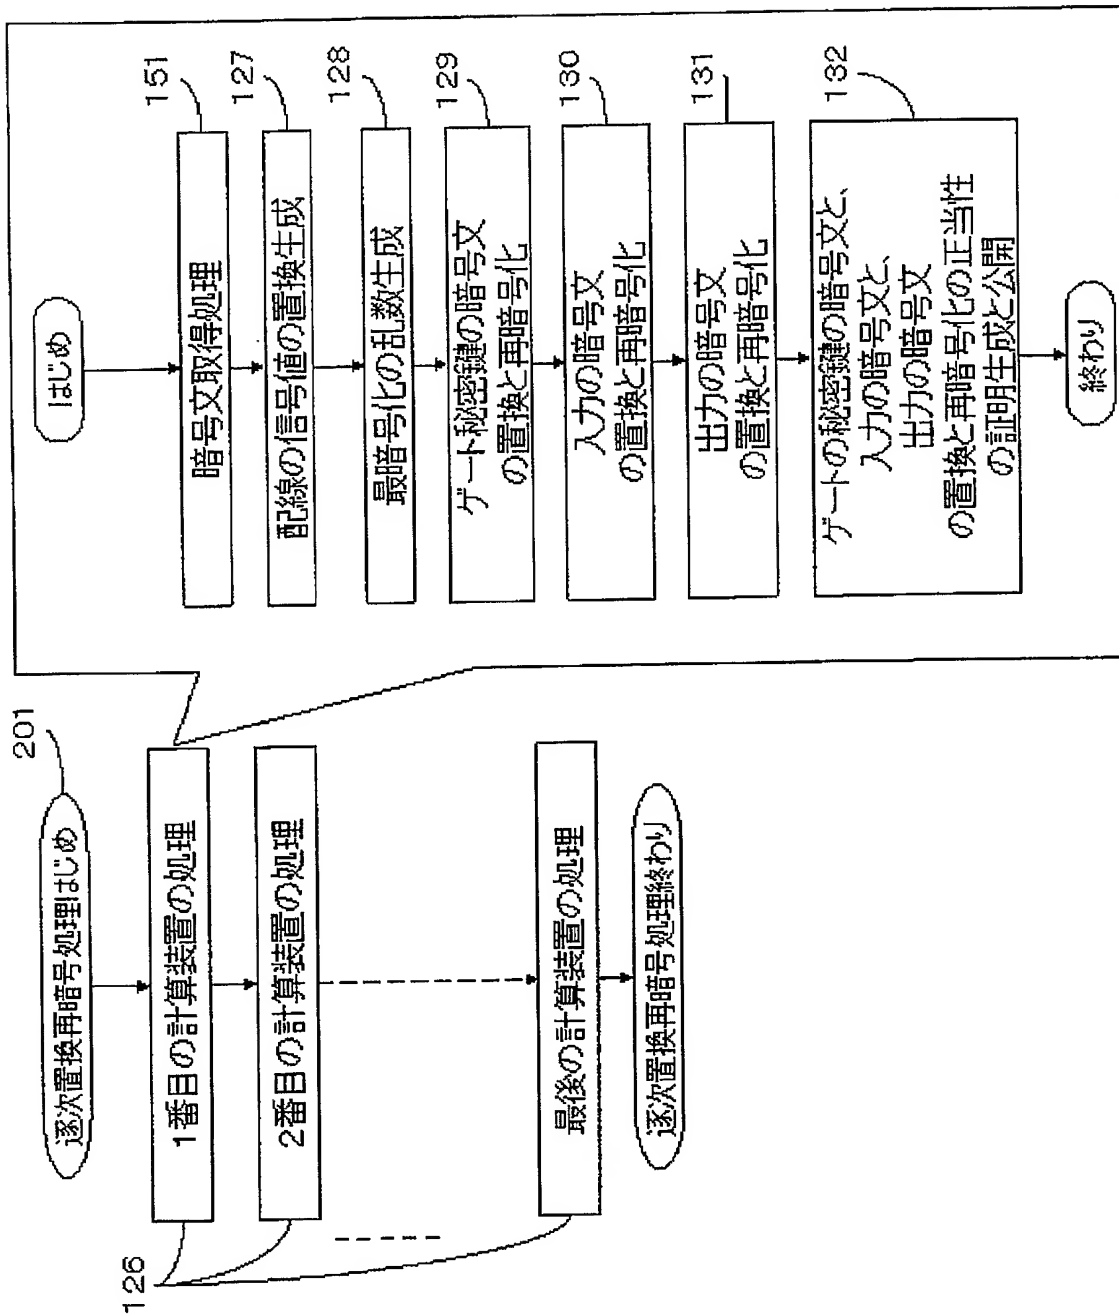 201
逐次置換再暗号処理はじめ
1番目の計算装置の処理
2番目の計算装置の処理
最後の計算装置の処理
逐次置換再暗号処理終わり
126
はじめ
151
暗号文取得処理
127
配線の信号値の置換生成
128
最暗号化の乱数生成
129
ゲート秘密鍵の暗号文
の置換と再暗号化
130
入力の暗号文
の置換と再暗号化
131
出力の暗号文
の置換と再暗号化
132
ゲートの秘密鍵の暗号文と、
入力の暗号文と、
出力の暗号文
の置換と再暗号化の正当性
の証明生成と公開
終わり